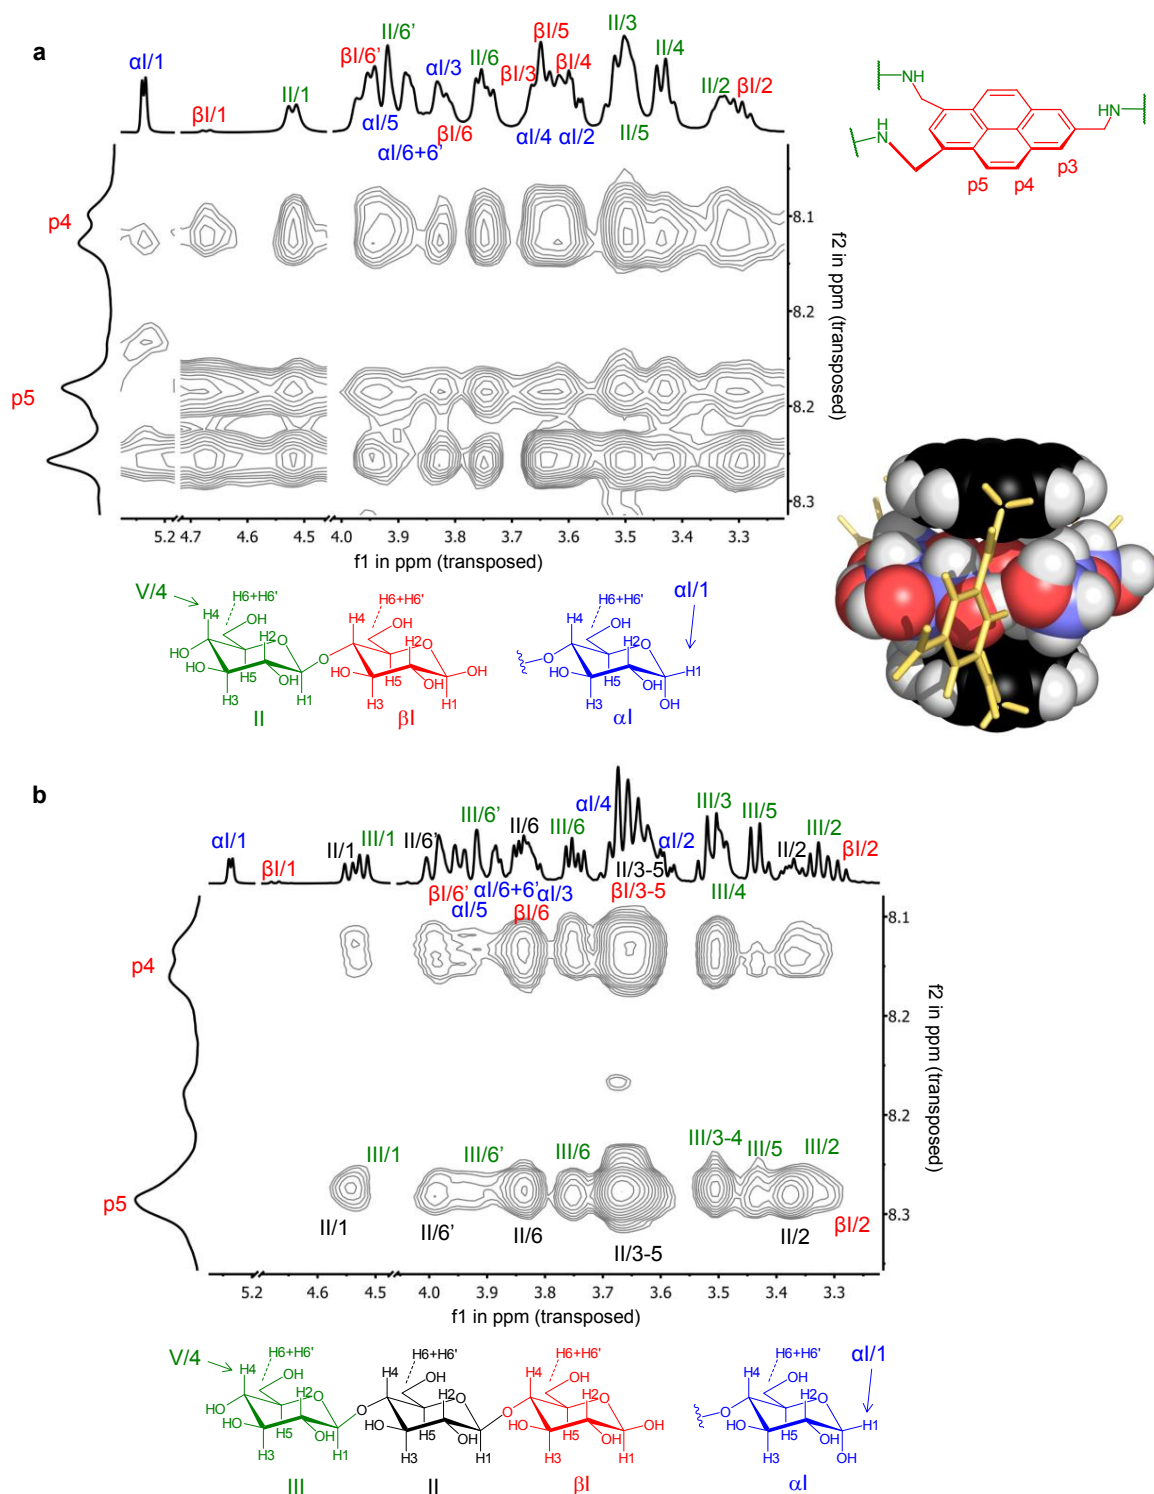 a
II/6' βI/5 II/3
αI/1 βI/6' αI/3 II/6 βI/3 βI/4 II/4
βI/1 II/1 II/2 βI/2
αI/5 βI/6 αI/4 αI/2 II/5
αI/6+6'
NH
H
N
H
N
p5 p4 p3
p4
p5
8.1
8.2
8.2
8.3
f2 in ppm (transposed)
5.2 4.7 4.5 4.0 3.9 3.8 3.7 3.6 3.5 3.4 3.3
f1 in ppm (transposed)
V/4 H6+H6' H6+H6' αI/1
H4 OH H4 OH H4 OH
HO H2 O H2 O H2 O
HO OH O HO OH OH O HO OH H1
H5 H1 H5 H5
H3 H3 H1 H3 OH
II βI αI
b
αI/4 III/3
III/6' II/6 III/5
αI/1 II/1 III/1 II/6' III/6 αI/2 II/2 III/2
βI/1 βI/6' αI/6+6' αI/3 II/3-5 βI/2
αI/5 βI/6 βI/3-5 III/4
p4
p5
III/1 III/6' III/6 III/3-4 III/5 III/2
II/1 II/6' II/6 II/3-5 II/2 βI/2
8.1
8.2
8.2
8.3
f2 in ppm (transposed)
5.2 4.6 4.5 4.0 3.9 3.8 3.7 3.6 3.5 3.4 3.3
f1 in ppm (transposed)
V/4 H6+H6' H6+H6' H6+H6' H6+H6' αI/1
H4 OH H4 OH H4 OH H4 OH
HO H2 O H2 O H2 O H2 O
HO OH O HO OH O HO OH OH O HO OH H1
H5 H5 H5 H5
H3 H1 H3 H1 H3 H1 H3 OH
III II βI αI